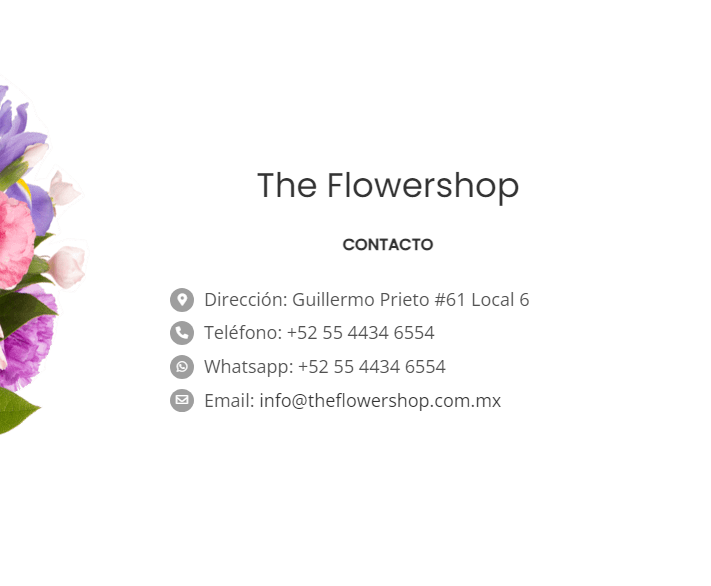 The Flowershop
CONTACTO
Dirección: Guillermo Prieto #61 Local 6
Teléfono: +52 55 4434 6554
Whatsapp: +52 55 4434 6554
Email: info@theflowershop.com.mx